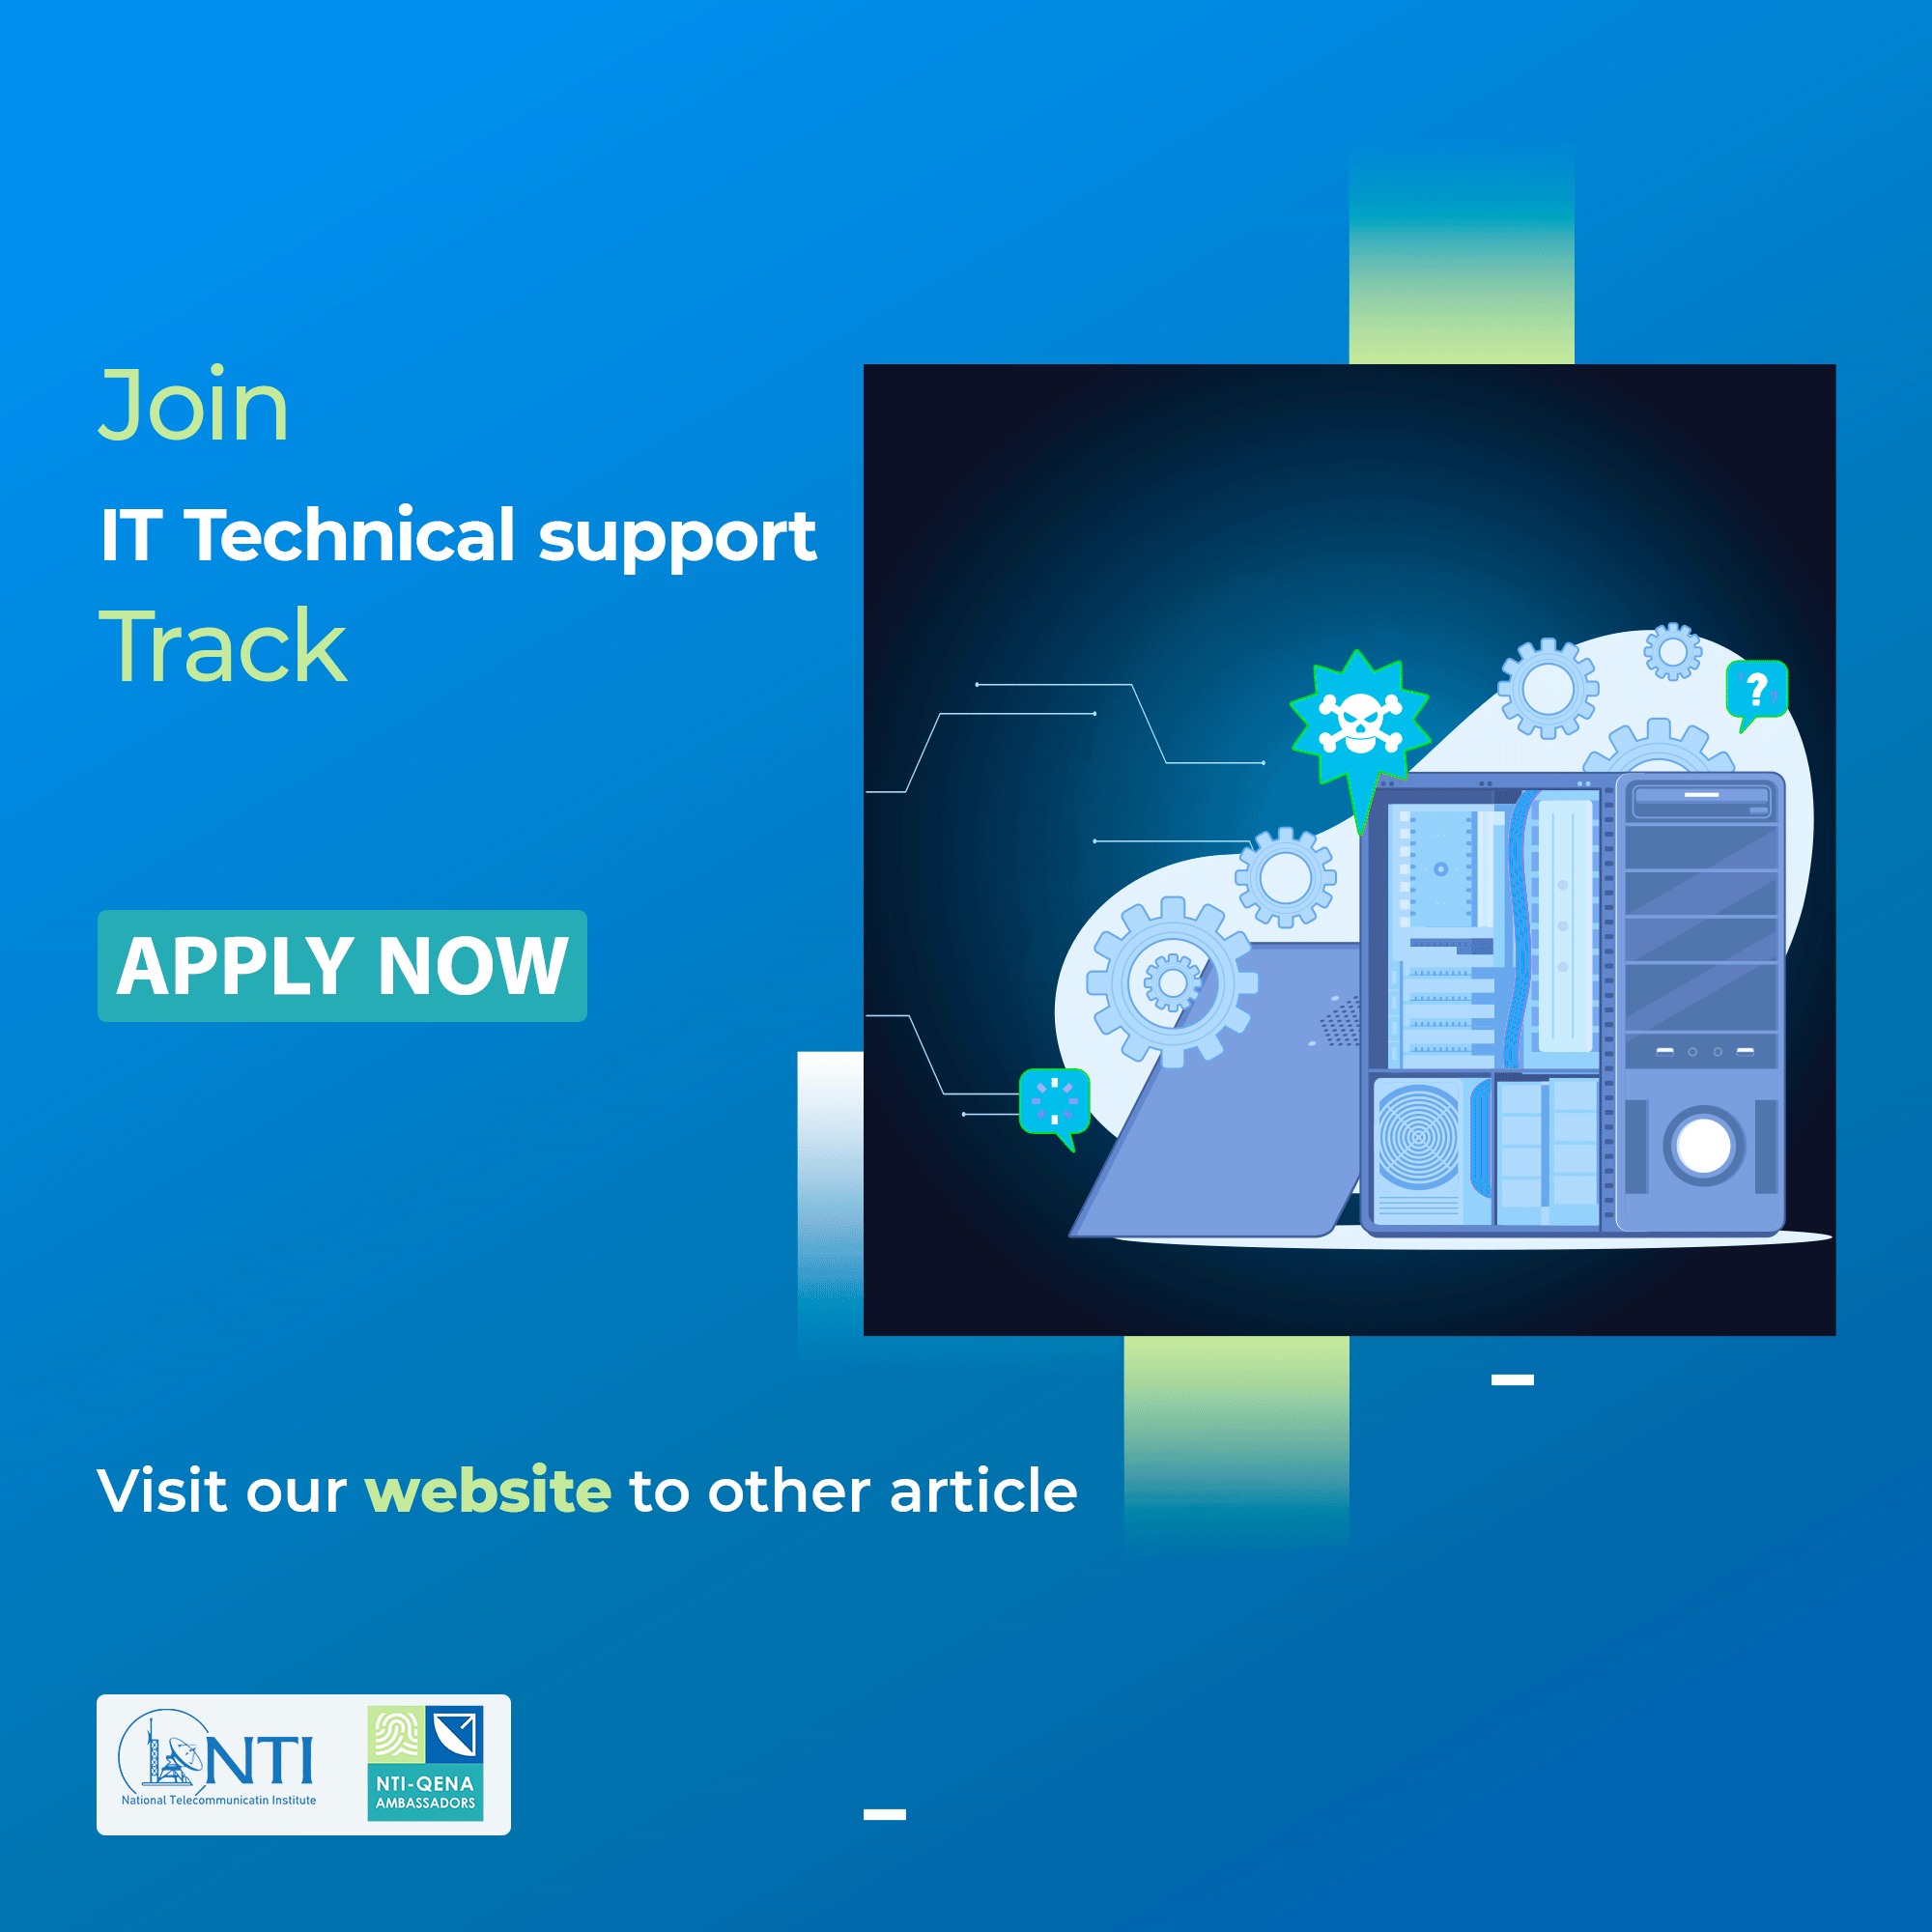 Join
IT Technical support
Track
APPLY NOW
?
Visit our website to other article
NTI
National Telecommunicatin Institute
NTI-QENA
AMBASSADORS